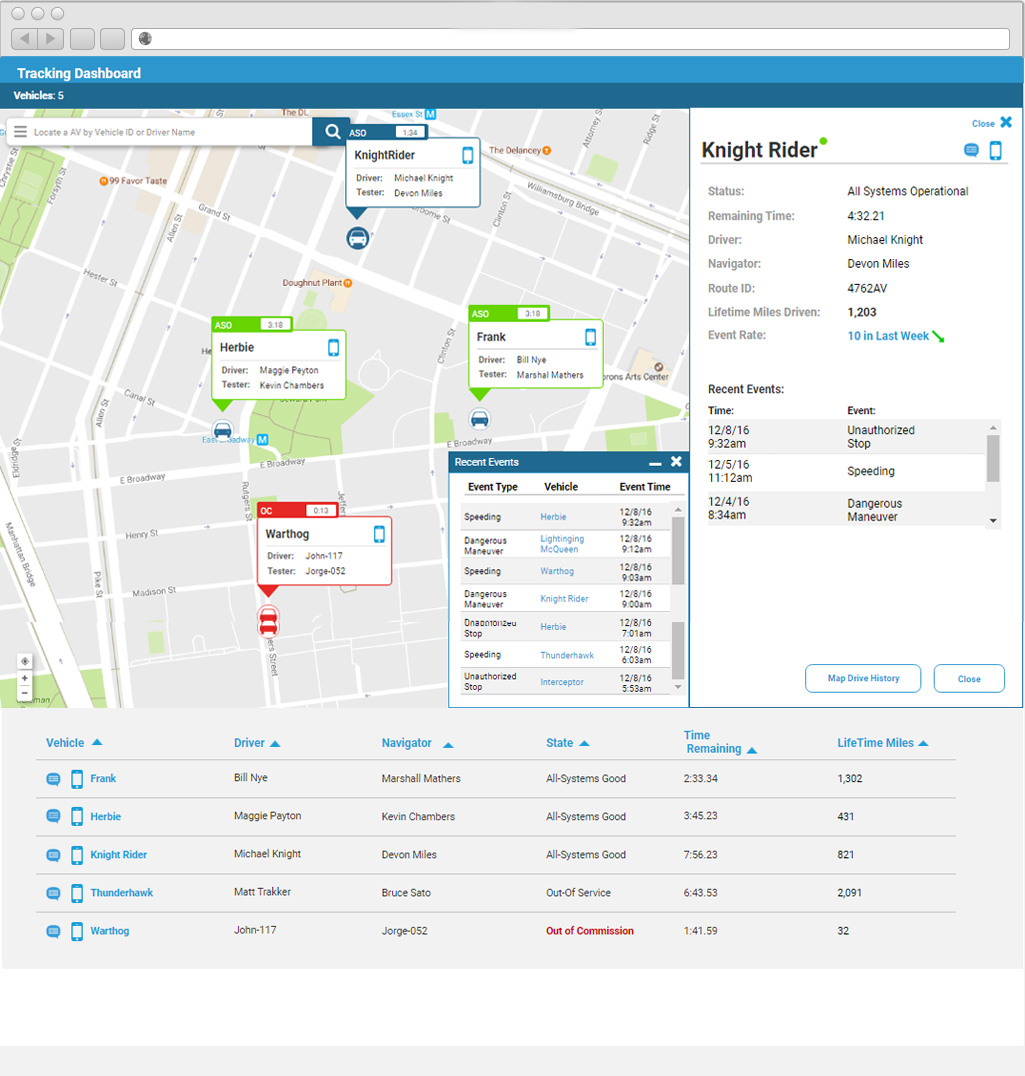 Tracking Dashboard
Vehicles: 5
Locate a AV by Vehicle ID or Driver Name
The DL
Essex St M
Attorney St
Ridge St
Chrystie St
Forsyth St
99 Favor Taste
Allen St
Grand St
The Delancey
Williamsburg Bridge
Clinton St
Broome St
ASO 1:34
KnightRider
Driver: Michael Knight
Tester: Devon Miles
Hester St
Doughnut Plant
Clinton St
ASO 3:18
Herbie
Driver: Maggie Peyton
Tester: Kevin Chambers
ASO 3:18
Frank
Driver: Bill Nye
Tester: Marshal Mathers
rons Arts Center
Canal St
Allen St
Eldridge St
East Broadway M
E Broadway
E Broadway
E Broadway
Rutgers St
Jeffers
Henry St
Madison St
Pike St
Manhattan Bridge
gers Street
OC 0:13
Warthog
Driver: John-117
Tester: Jorge-052
+
−
Recent Events
Event Type Vehicle Event Time
Speeding Herbie 12/8/16
9:32am
Dangerous Lightinging 12/8/16
Maneuver McQueen 9:12am
Speeding Warthog 12/8/16
9:03am
Dangerous Knight Rider 12/8/16
Maneuver 9:00am
Unauthorized Herbie 12/8/16
Stop 7:01am
Speeding Thunderhawk 12/8/16
6:03am
Unauthorized Interceptor 12/8/16
Stop 5:53am
Close
Knight Rider
Status: All Systems Operational
Remaining Time: 4:32.21
Driver: Michael Knight
Navigator: Devon Miles
Route ID: 4762AV
Lifetime Miles Driven: 1,203
Event Rate: 10 in Last Week
Recent Events:
Time: Event:
12/8/16 Unauthorized
9:32am Stop
12/5/16 Speeding
11:12am
12/4/16 Dangerous
8:34am Maneuver
Map Drive History Close
Vehicle Driver Navigator State Time Remaining LifeTime Miles
Frank Bill Nye Marshall Mathers All-Systems Good 2:33.34 1,302
Herbie Maggie Payton Kevin Chambers All-Systems Good 3:45.23 431
Knight Rider Michael Knight Devon Miles All-Systems Good 7:56.23 821
Thunderhawk Matt Trakker Bruce Sato Out-Of Service 6:43.53 2,091
Warthog John-117 Jorge-052 Out of Commission 1:41.59 32